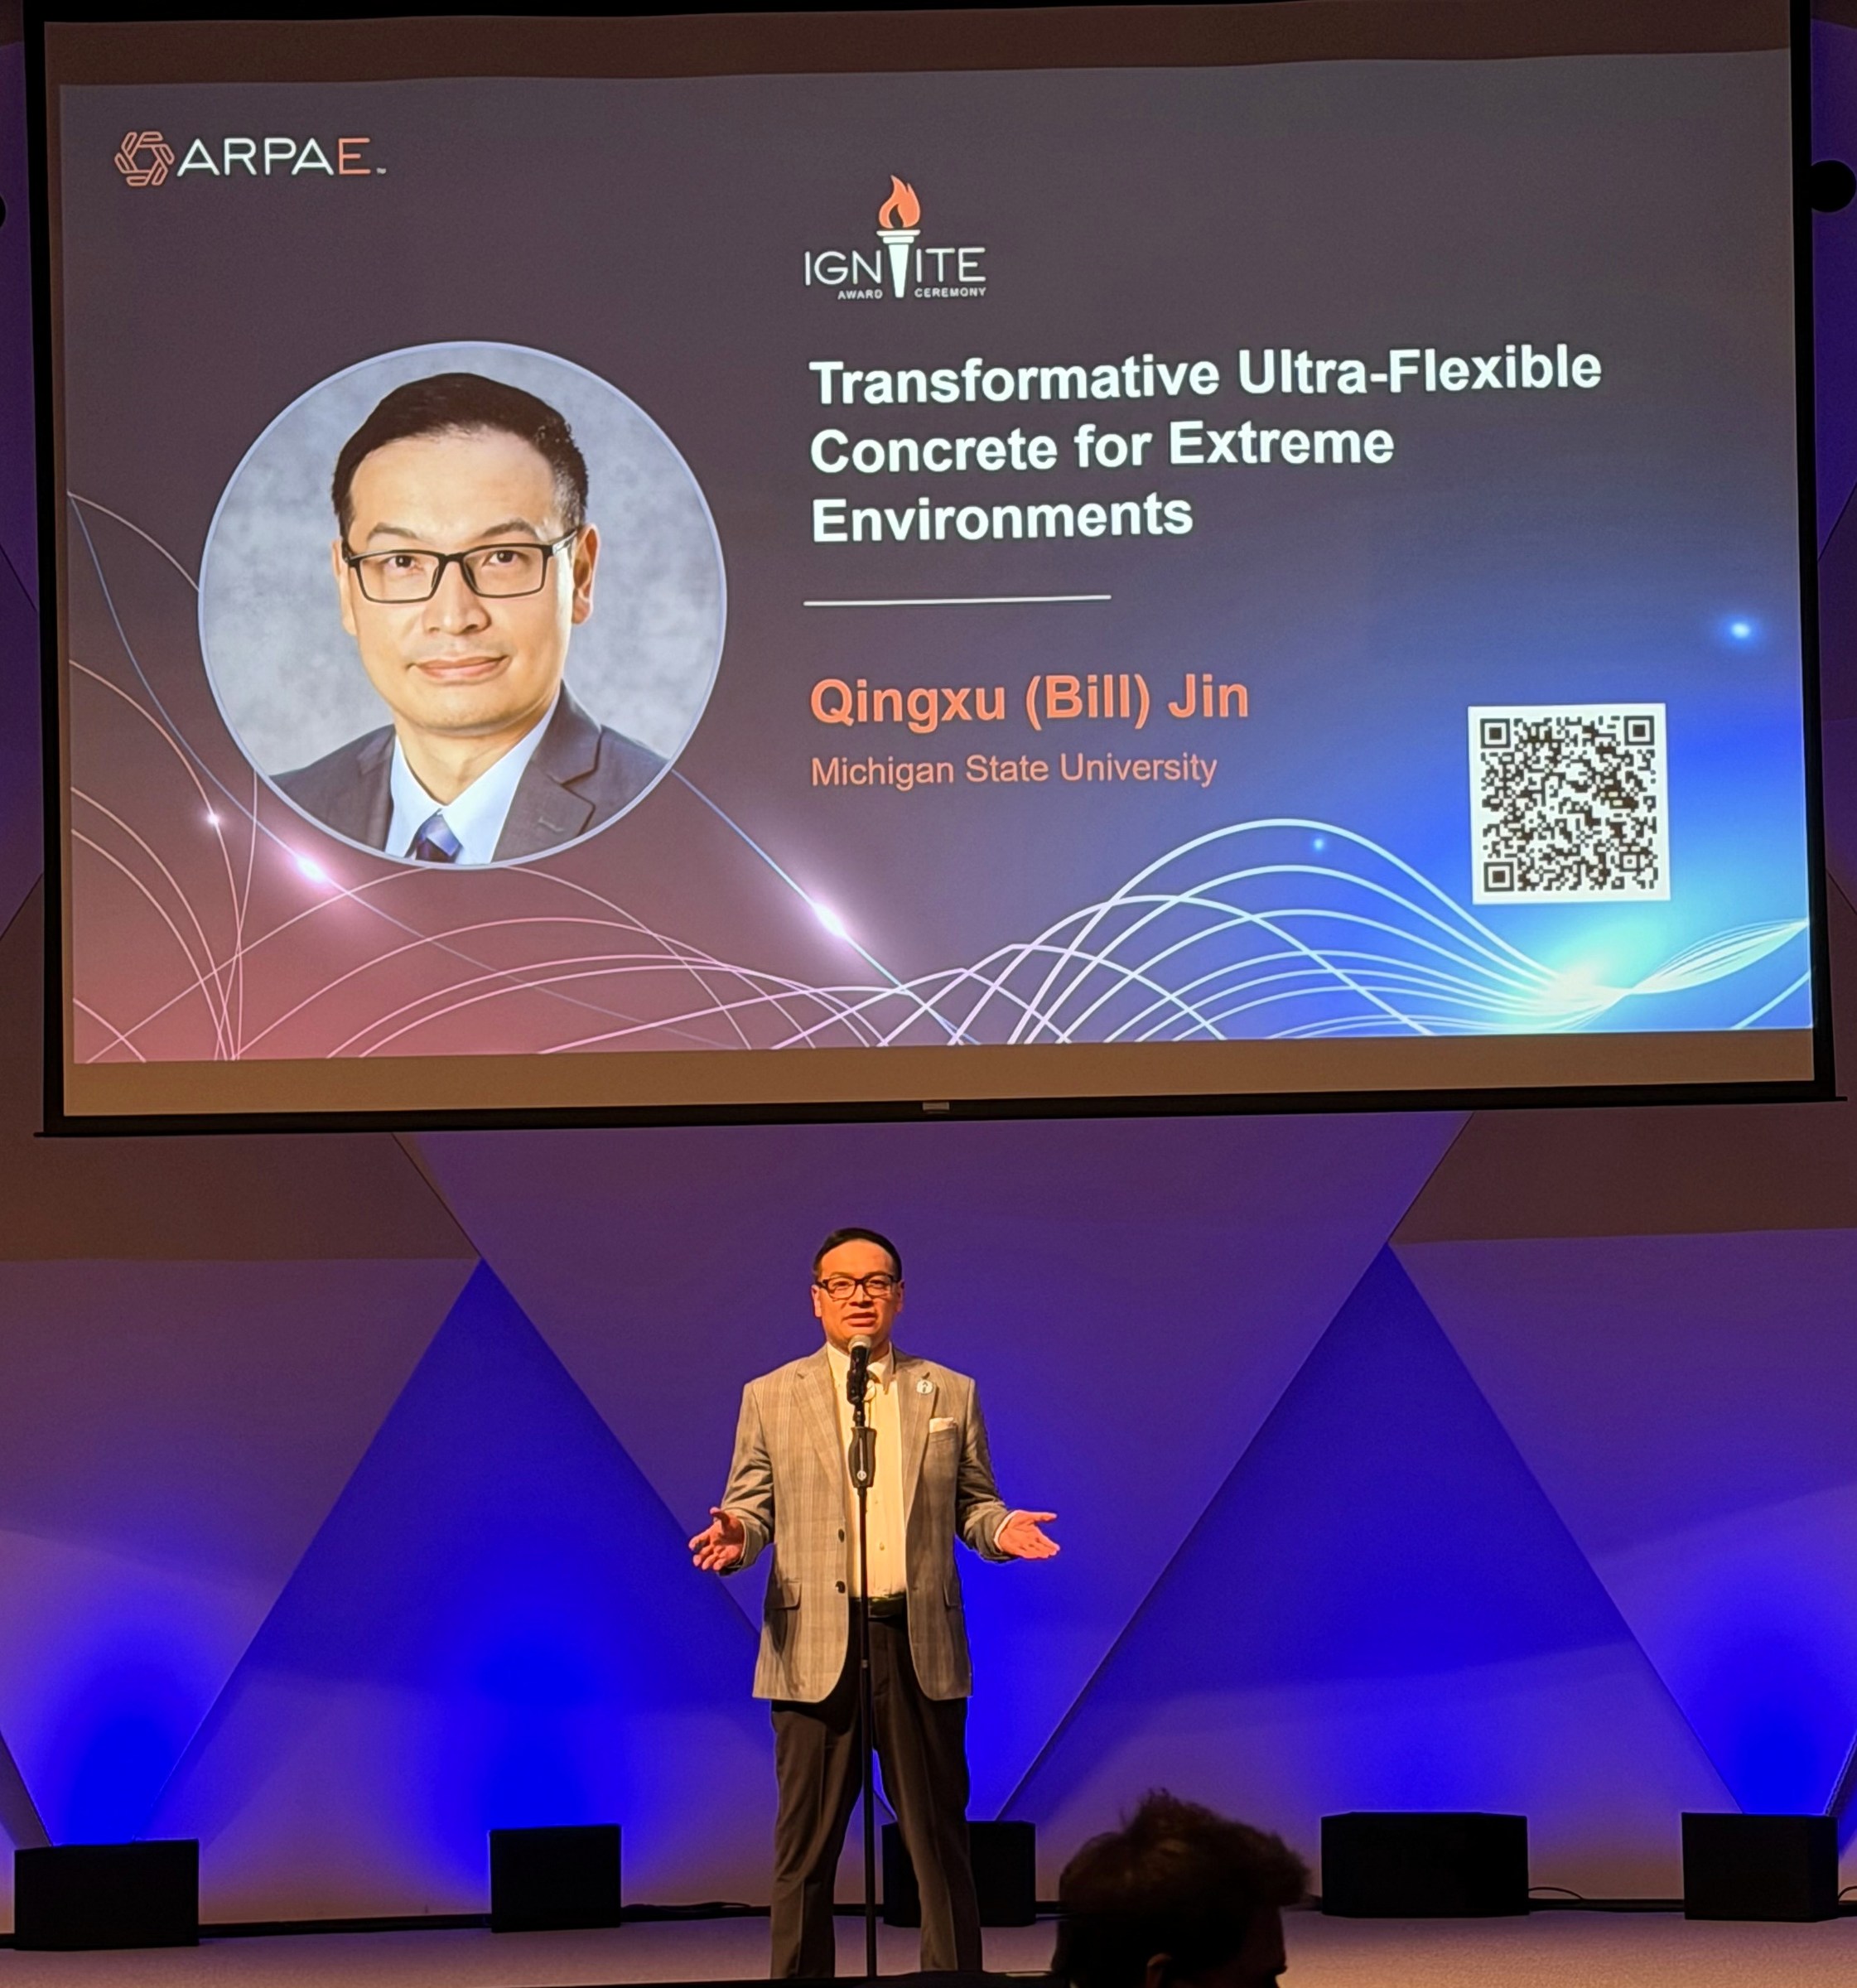 ARPAE
IGNITE
AWARD CEREMONY
Transformative Ultra-Flexible
Concrete for Extreme
Environments
Qingxu (Bill) Jin
Michigan State University